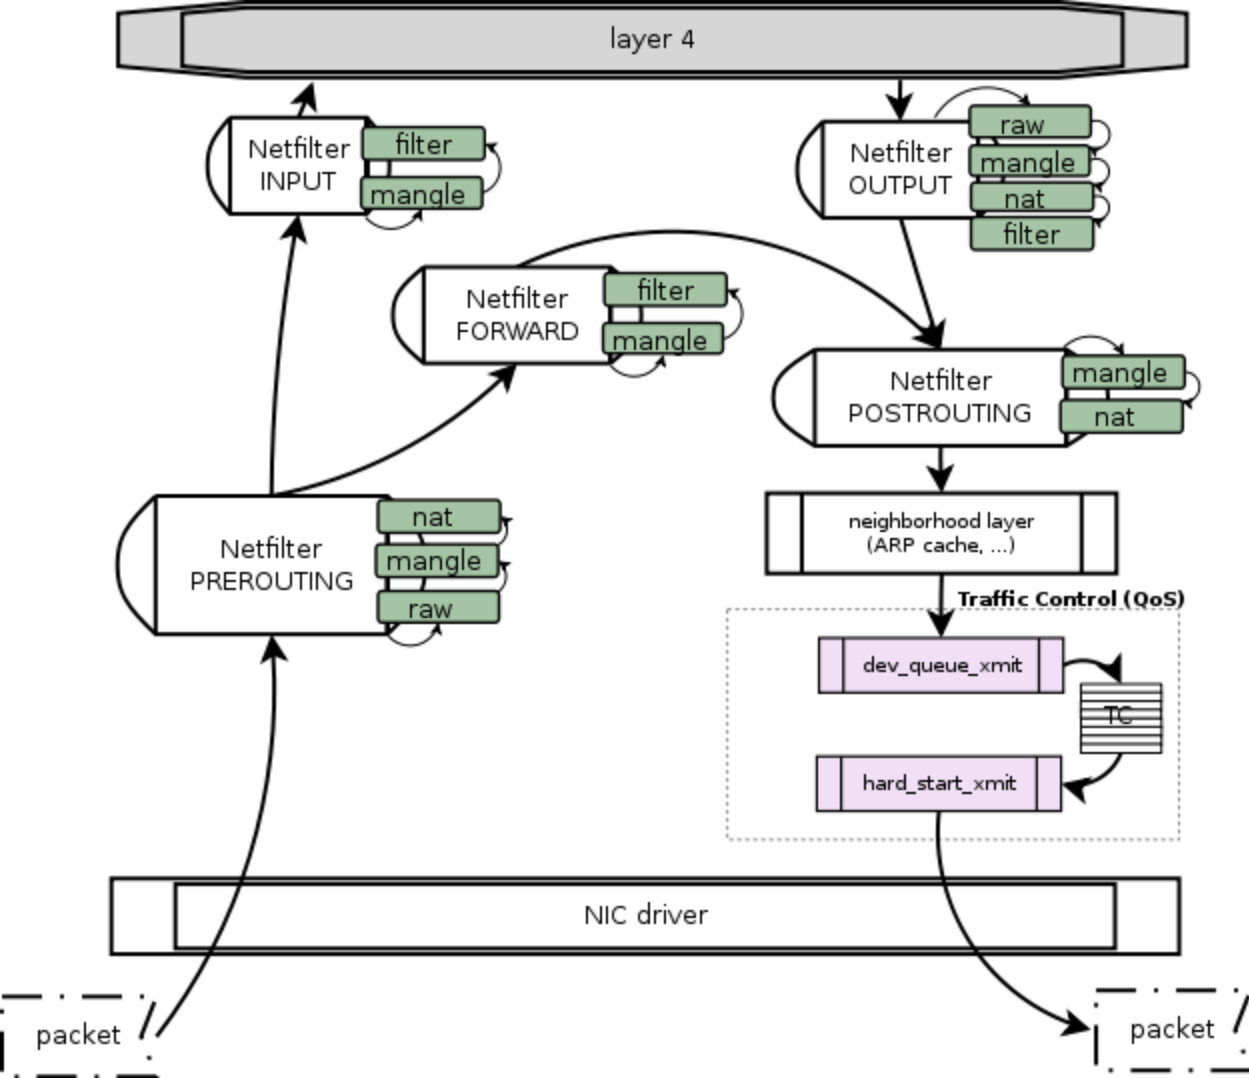 layer 4
Netfilter
INPUT
filter
mangle
Netfilter
OUTPUT
raw
mangle
nat
filter
Netfilter
FORWARD
filter
mangle
Netfilter
POSTROUTING
mangle
nat
Netfilter
PREROUTING
nat
mangle
raw
neighborhood layer
(ARP cache, ...)
Traffic Control (QoS)
dev_queue_xmit
TC
hard_start_xmit
NIC driver
packet
packet